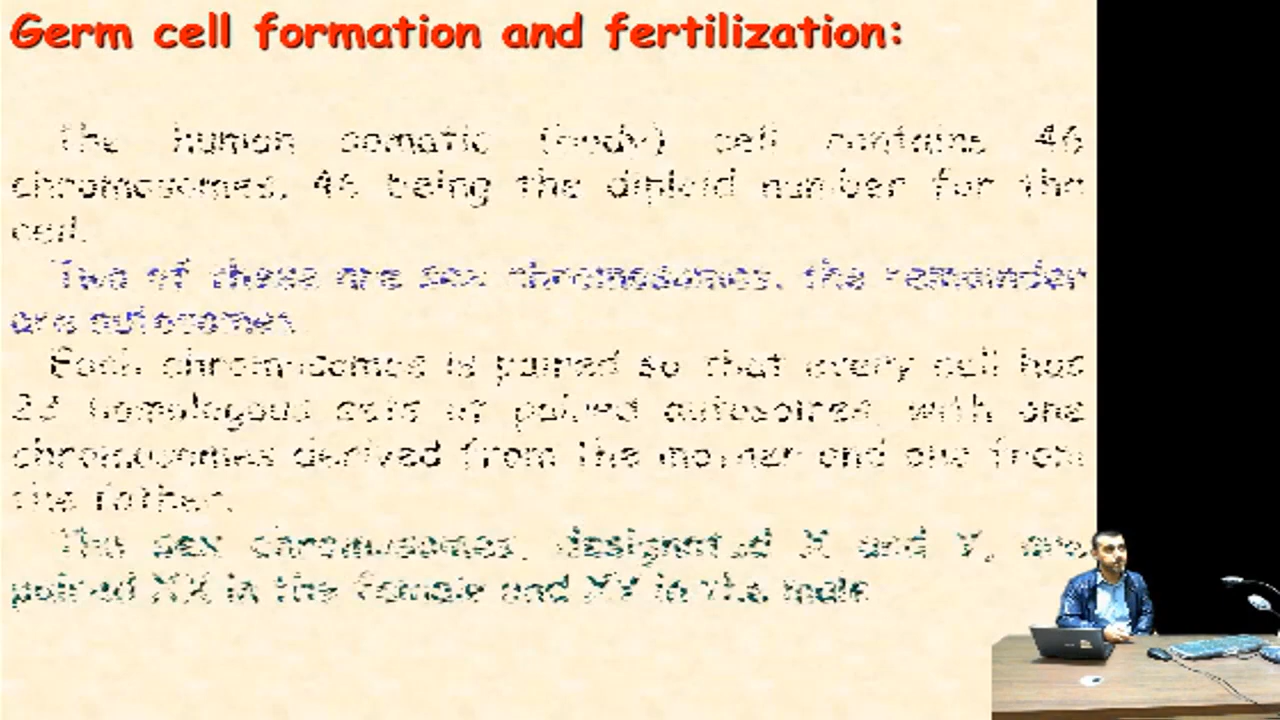 Germ cell formation and fertilization:
The human somatic (body) cell contains 46
chromosomes, 46 being the diploid number for the
cell.
Two of these are sex chromosomes, the remainder
are autosomes.
Each chromosomes is paired so that every cell has
22 homologous sets of paired autosomes, with one
chromosomes derived from the mother and one from
the father.
The sex chromosomes, designated X and Y, are
paired XX in the female and XY in the male